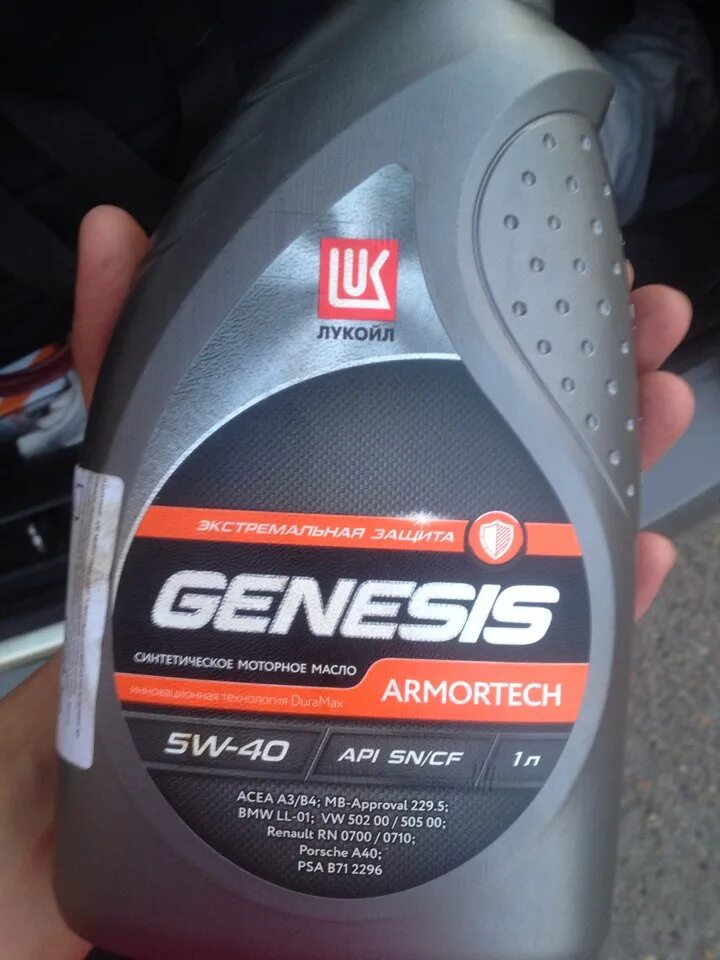 LUK
ЛУКОЙЛ
ЭКСТРЕМАЛЬНАЯ ЗАЩИТА
GENESIS
СИНТЕТИЧЕСКОЕ МОТОРНОЕ МАСЛО
ARMORTECH
инновационная технология DuraMax
5W-40
API SN/CF
1 л
ACEA A3/B4; MB-Approval 229.5;
BMW LL-01; VW 502 00 / 505 00;
Renault RN 0700 / 0710;
Porsche A40;
PSA B71 2296